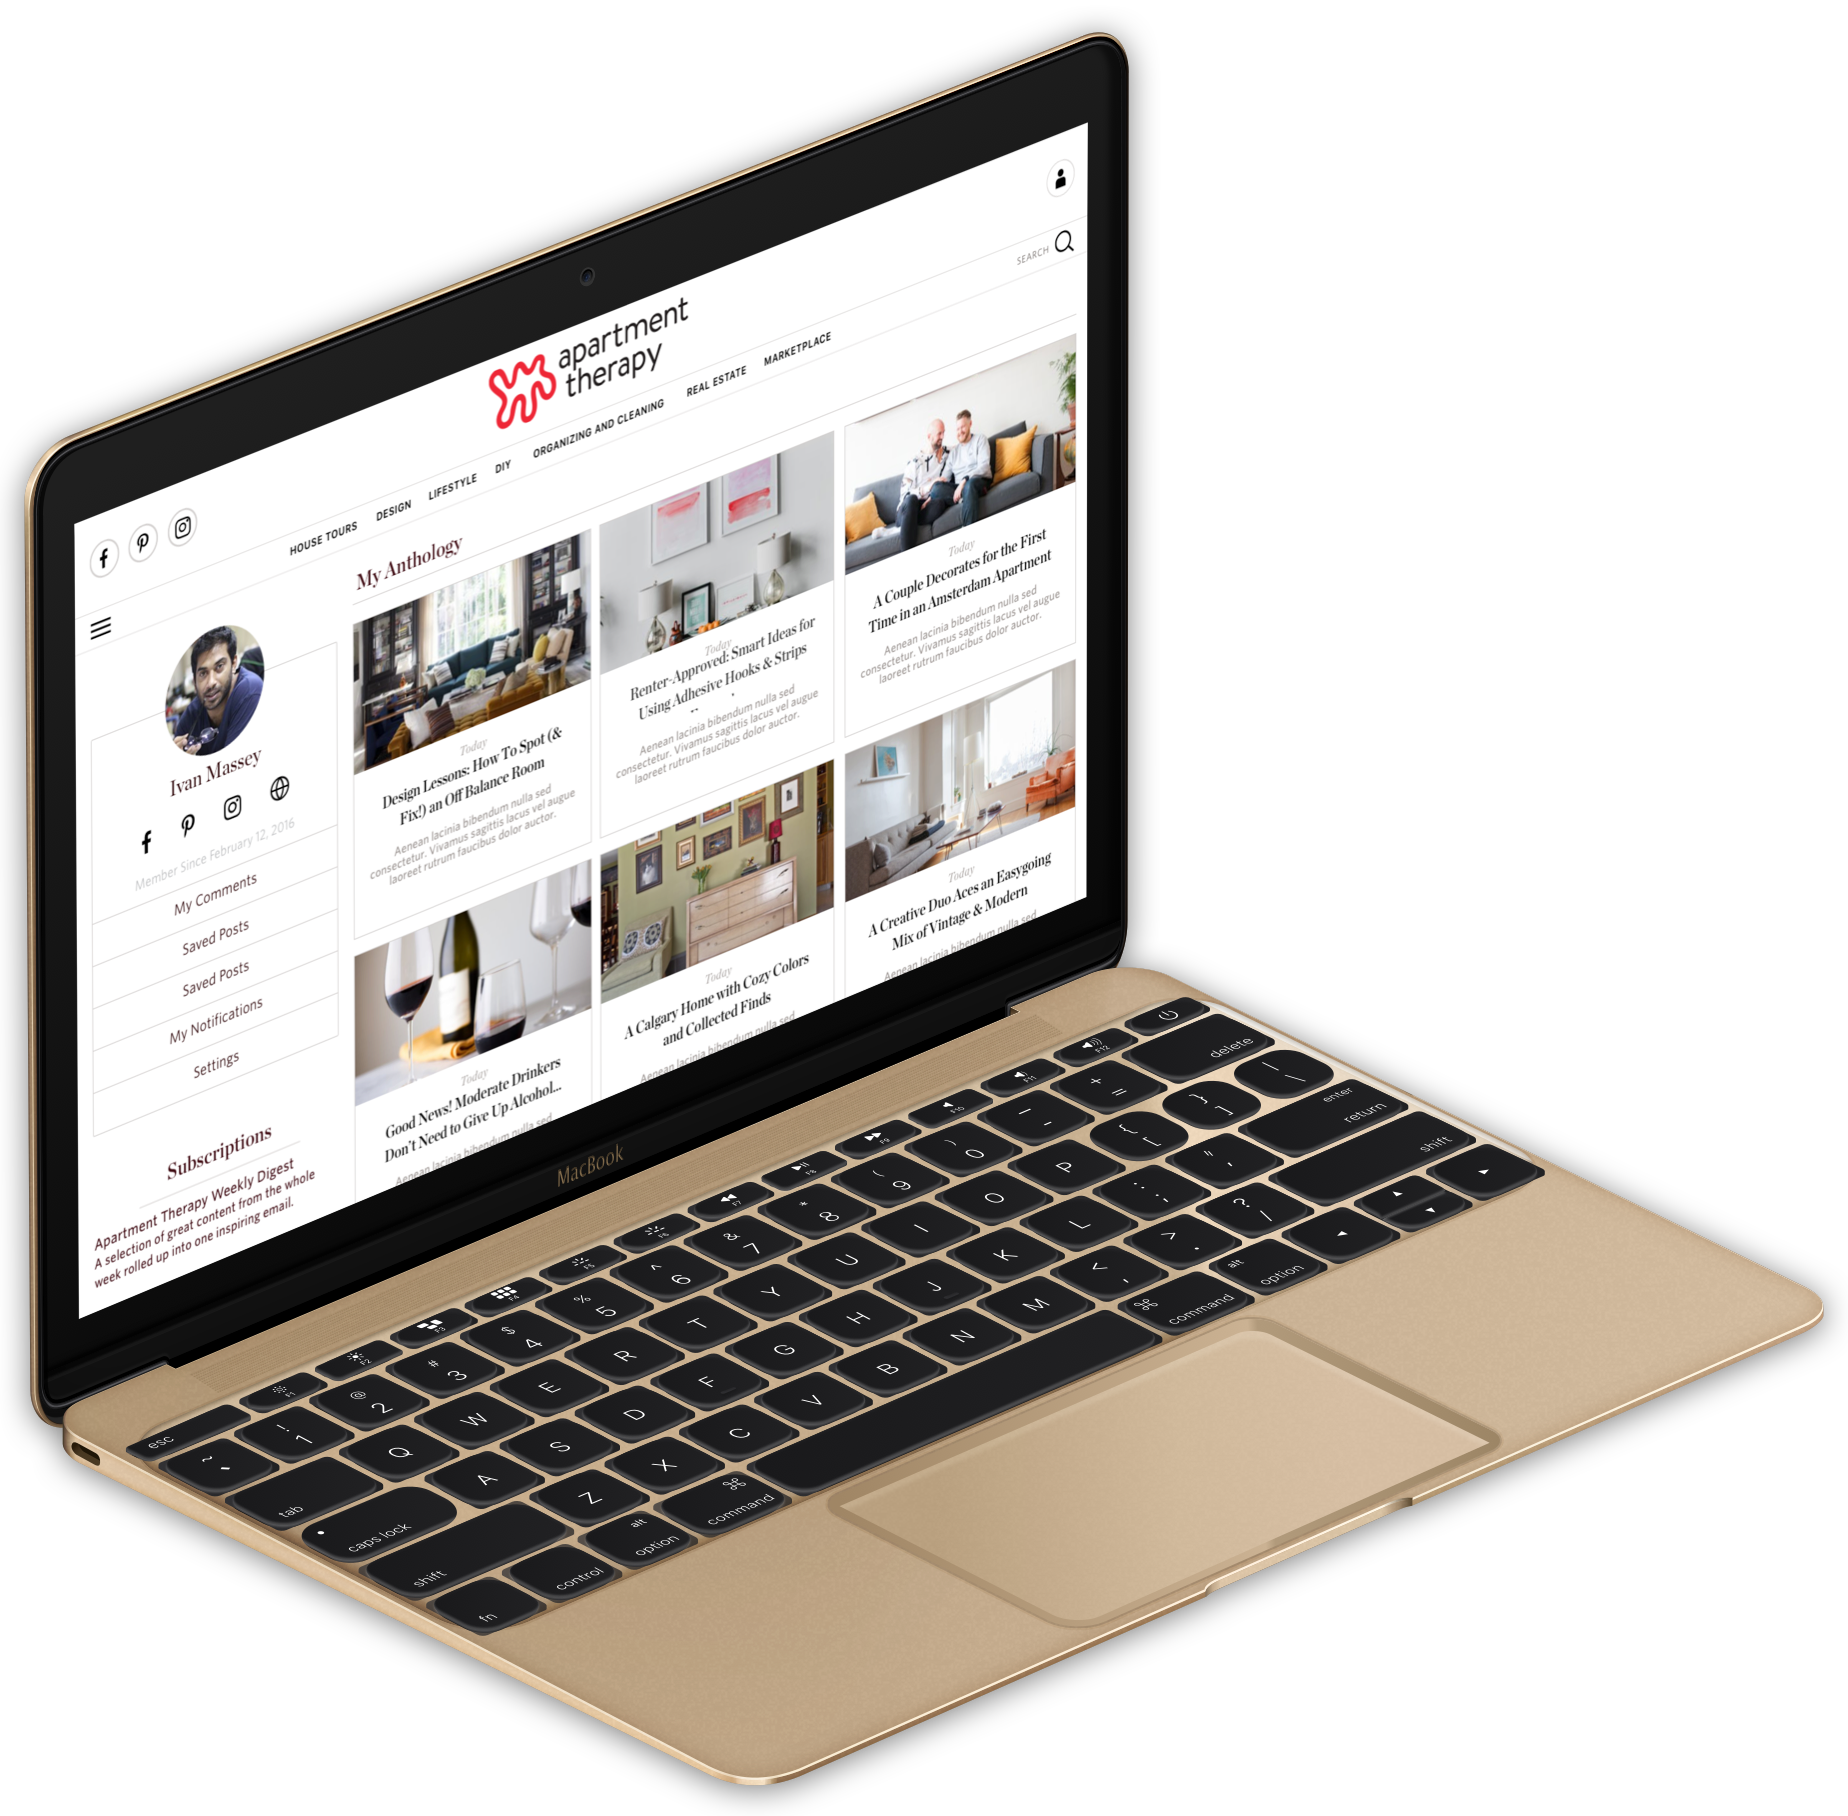 apartment
therapy
SEARCH
HOUSE TOURS DESIGN LIFESTYLE DIY ORGANIZING AND CLEANING REAL ESTATE MARKETPLACE
Ivan Massey
Member Since February 12, 2016
My Comments
Saved Posts
Saved Posts
My Notifications
Settings
Subscriptions
Apartment Therapy Weekly Digest
A selection of great content from the whole
week rolled up into one inspiring email.
My Anthology
Today
Design Lessons: How To Spot (&
Fix!) an Off Balance Room
Aenean lacinia bibendum nulla sed
consectetur. Vivamus sagittis lacus vel augue
laoreet rutrum faucibus dolor auctor.
Today
Renter-Approved: Smart Ideas for
Using Adhesive Hooks & Strips
Aenean lacinia bibendum nulla sed
consectetur. Vivamus sagittis lacus vel augue
laoreet rutrum faucibus dolor auctor.
Today
A Couple Decorates for the First
Time in an Amsterdam Apartment
Aenean lacinia bibendum nulla sed
consectetur. Vivamus sagittis lacus vel augue
laoreet rutrum faucibus dolor auctor.
Today
Good News! Moderate Drinkers
Don't Need to Give Up Alcohol...
Aenean lacinia bibendum nulla sed
Today
A Calgary Home with Cozy Colors
and Collected Finds
Aenean lacinia bibendum nulla sed
Today
A Creative Duo Aces an Easygoing
Mix of Vintage & Modern
Aenean lacinia bibendum nulla sed
MacBook
esc F1 F2 F3 F4 F5 F6 F7 F8 F9 F10 F11 F12
~ ` ! 1 @ 2 # 3 $ 4 % 5 ^ 6 & 7 * 8 ( 9 ) 0 — - + = delete
tab Q W E R T Y U I O P { [ } ] | \
caps lock A S D F G H J K L : ; " ' enter return
shift Z X C V B N M < , > . ? / shift
fn control alt option ⌘ command ⌘ command alt option ◀ ▲ ▼ ▶